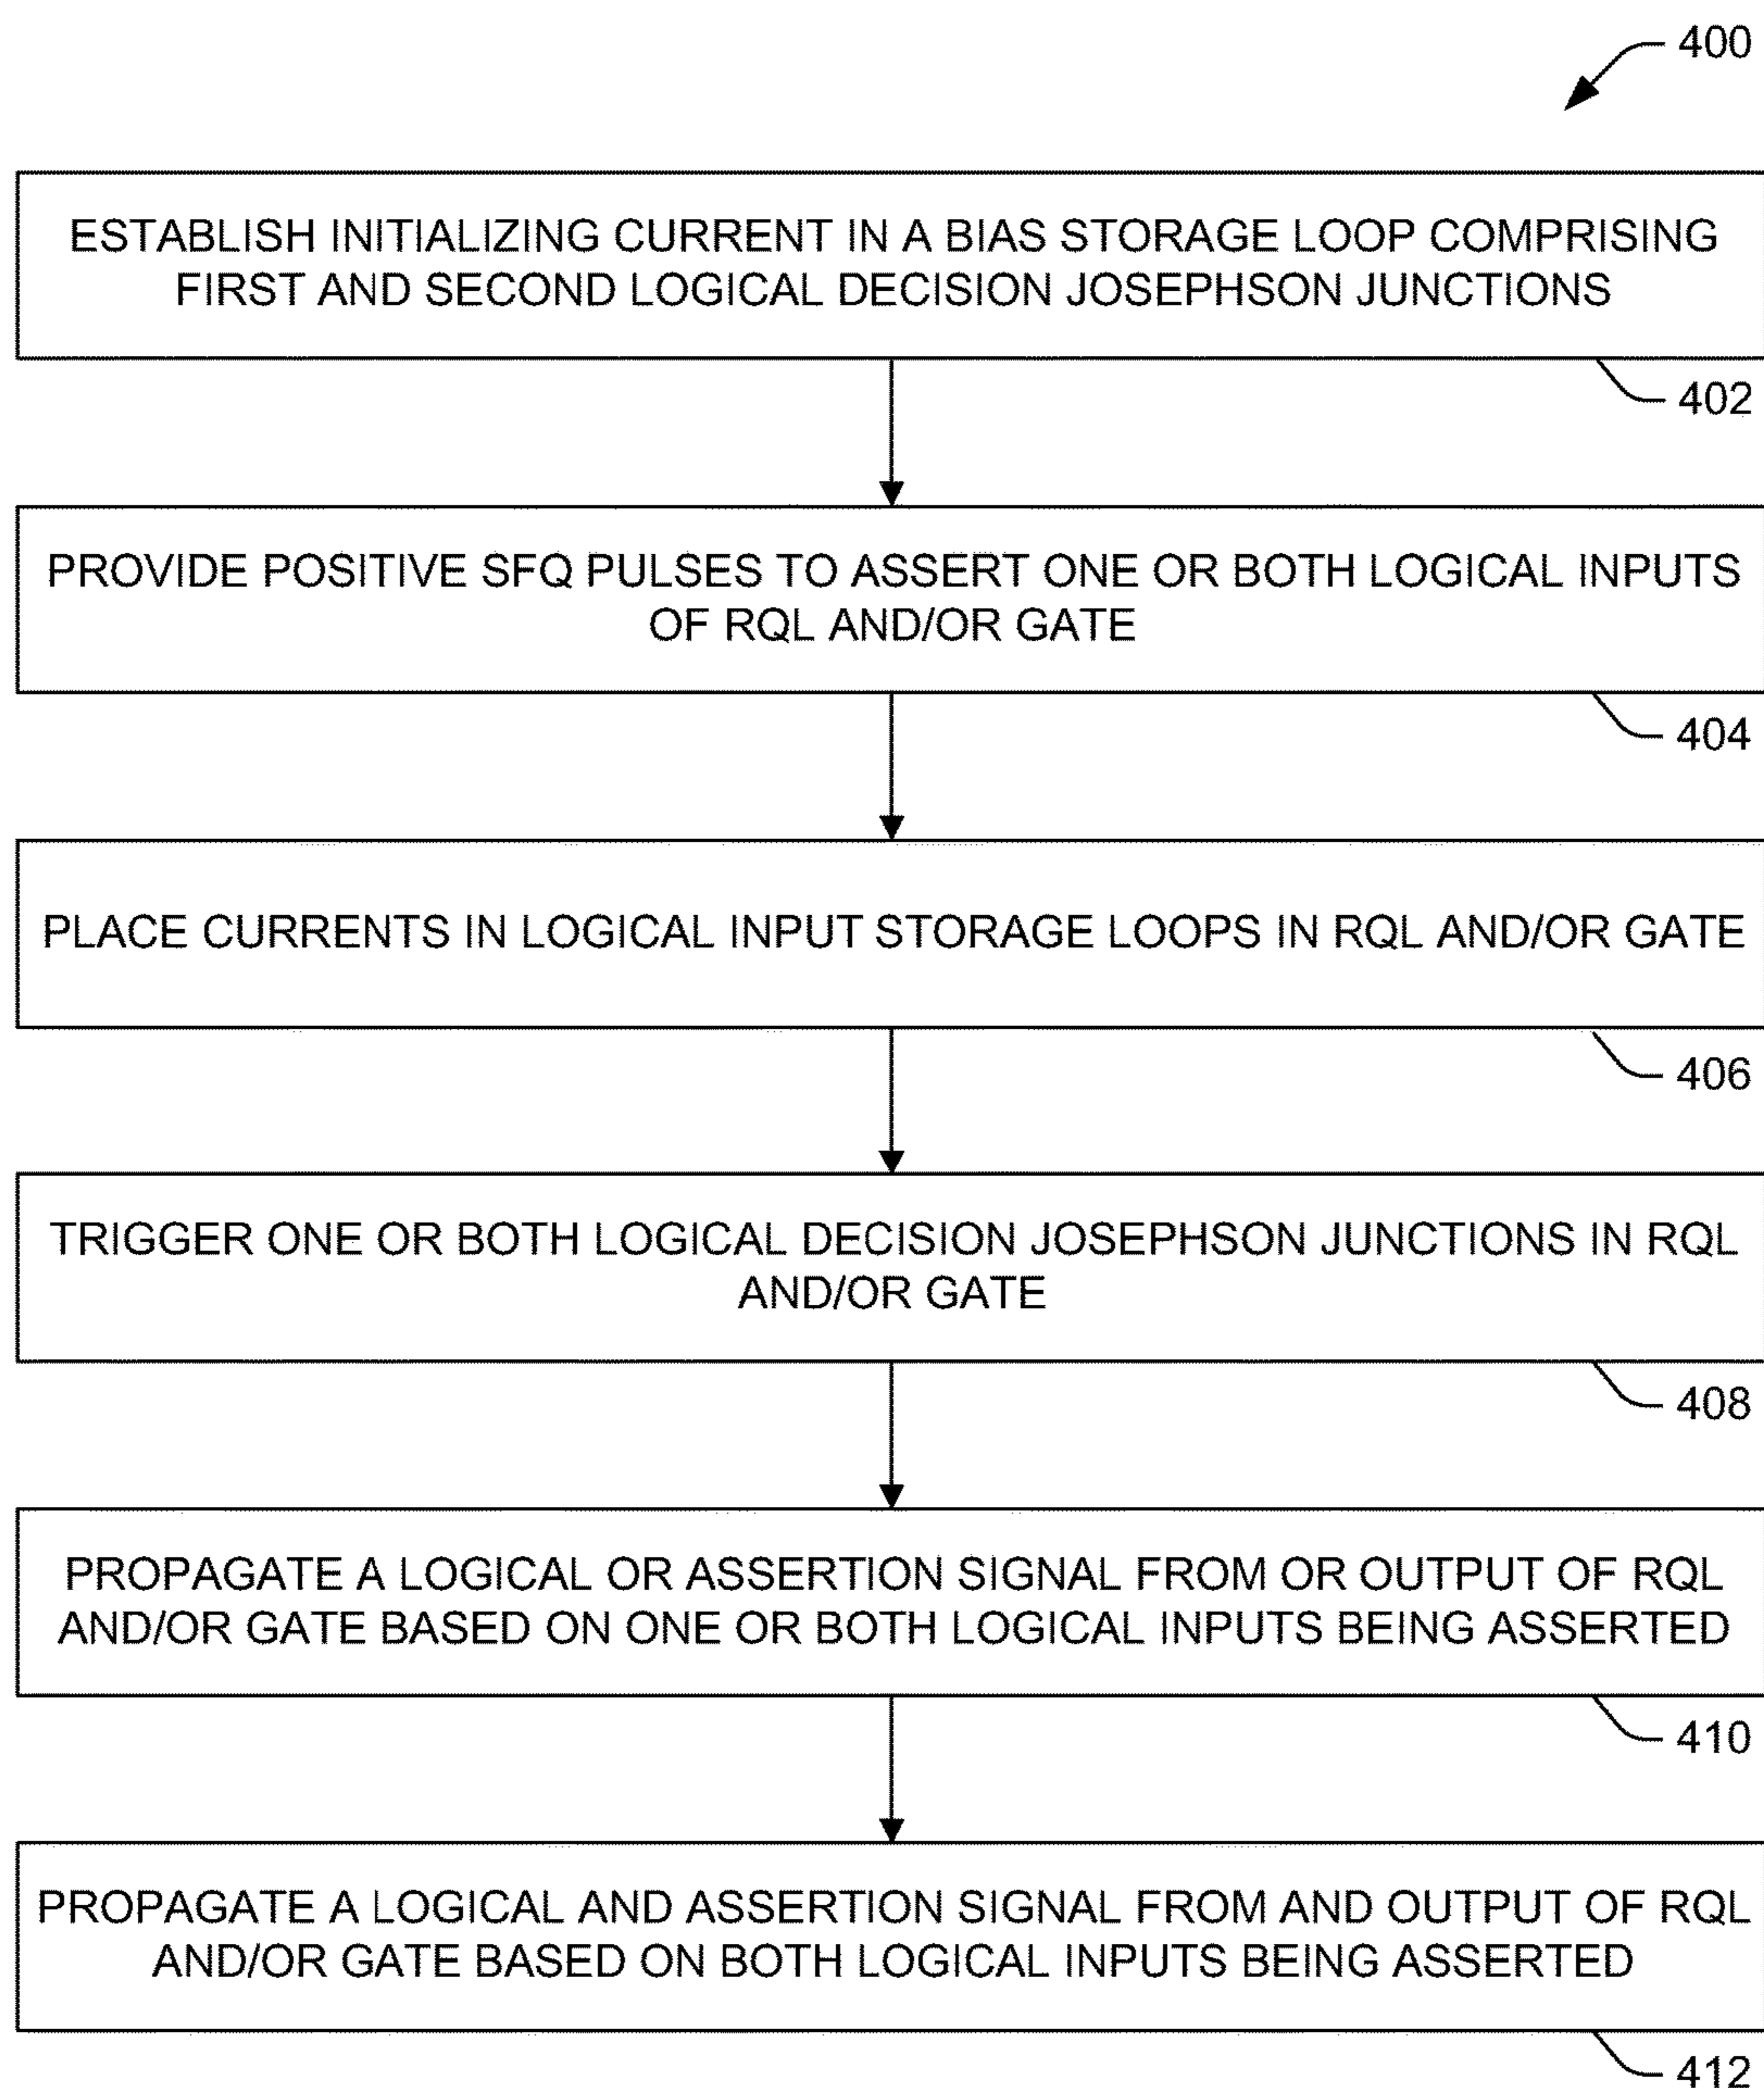 400
ESTABLISH INITIALIZING CURRENT IN A BIAS STORAGE LOOP COMPRISING
FIRST AND SECOND LOGICAL DECISION JOSEPHSON JUNCTIONS
402
PROVIDE POSITIVE SFQ PULSES TO ASSERT ONE OR BOTH LOGICAL INPUTS
OF RQL AND/OR GATE
404
PLACE CURRENTS IN LOGICAL INPUT STORAGE LOOPS IN RQL AND/OR GATE
406
TRIGGER ONE OR BOTH LOGICAL DECISION JOSEPHSON JUNCTIONS IN RQL
AND/OR GATE
408
PROPAGATE A LOGICAL OR ASSERTION SIGNAL FROM OR OUTPUT OF RQL
AND/OR GATE BASED ON ONE OR BOTH LOGICAL INPUTS BEING ASSERTED
410
PROPAGATE A LOGICAL AND ASSERTION SIGNAL FROM AND OUTPUT OF RQL
AND/OR GATE BASED ON BOTH LOGICAL INPUTS BEING ASSERTED
412